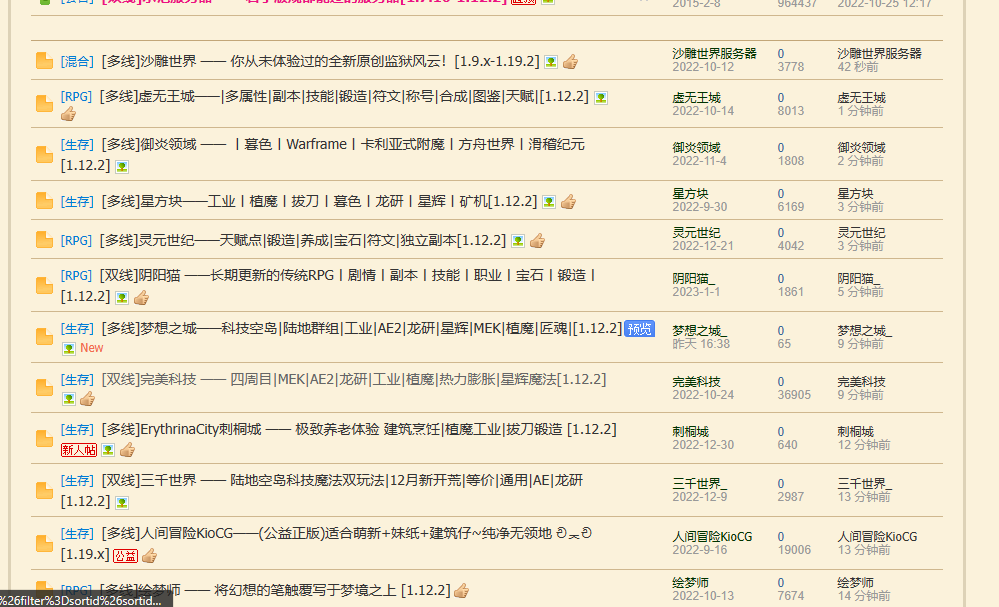 2015-2-8 964437 2022-10-25 12:17
[混合] [多线]沙雕世界 —— 你从未体验过的全新原创监狱风云！[1.9.x-1.19.2] 沙雕世界服务器 0 沙雕世界服务器
2022-10-12 3778 42 秒前
[RPG] [多线]虚无王城——|多属性|副本|技能|锻造|符文|称号|合成|图鉴|天赋|[1.12.2] 虚无王城 0 虚无王城
2022-10-14 8013 1 分钟前
[生存] [多线]御炎领域 —— 丨暮色丨Warframe丨卡利亚式附魔丨方舟世界丨滑稽纪元 御炎领域 0 御炎领域
[1.12.2] 2022-11-4 1808 2 分钟前
[生存] [多线]星方块——工业丨植魔丨拔刀丨暮色丨龙研丨星辉丨矿机[1.12.2] 星方块 0 星方块
2022-9-30 6169 3 分钟前
[RPG] [多线]灵元世纪——天赋点|锻造|养成|宝石|符文|独立副本[1.12.2] 灵元世纪 0 灵元世纪
2022-12-21 4042 3 分钟前
[RPG] [双线]阴阳猫 ——长期更新的传统RPG丨剧情丨副本丨技能丨职业丨宝石丨锻造丨 阴阳猫_ 0 阴阳猫_
[1.12.2] 2023-1-1 1861 5 分钟前
[生存] [多线]梦想之城——科技空岛|陆地群组|工业|AE2|龙研|星辉|MEK|植魔|匠魂|[1.12.2] 预览 梦想之城_ 0 梦想之城_
New 昨天 16:38 65 9 分钟前
[生存] [双线]完美科技 —— 四周目|MEK|AE2|龙研|工业|植魔|热力膨胀|星辉魔法[1.12.2] 完美科技 0 完美科技
2022-10-24 36905 9 分钟前
[生存] [多线]ErythrinaCity刺桐城 —— 极致养老体验 建筑烹饪|植魔工业|拔刀锻造 [1.12.2] 刺桐城 0 刺桐城
新人帖 2022-12-30 640 12 分钟前
[生存] [双线]三千世界 —— 陆地空岛科技魔法双玩法|12月新开荒|等价|通用|AE|龙研 三千世界_ 0 三千世界_
[1.12.2] 2022-12-9 2987 13 分钟前
[生存] [多线]人间冒险KioCG——(公益正版)适合萌新+妹纸+建筑仔~纯净无领地 人间冒险KioCG 0 人间冒险KioCG
[1.19.x] 公益 2022-9-16 19006 13 分钟前
[RPG] [多线]绘梦师 —— 将幻想的笔触覆写于梦境之上 [1.12.2] 绘梦师 0 绘梦师
%26filter%3Dsortid%26sortid... 2022-10-13 7674 14 分钟前